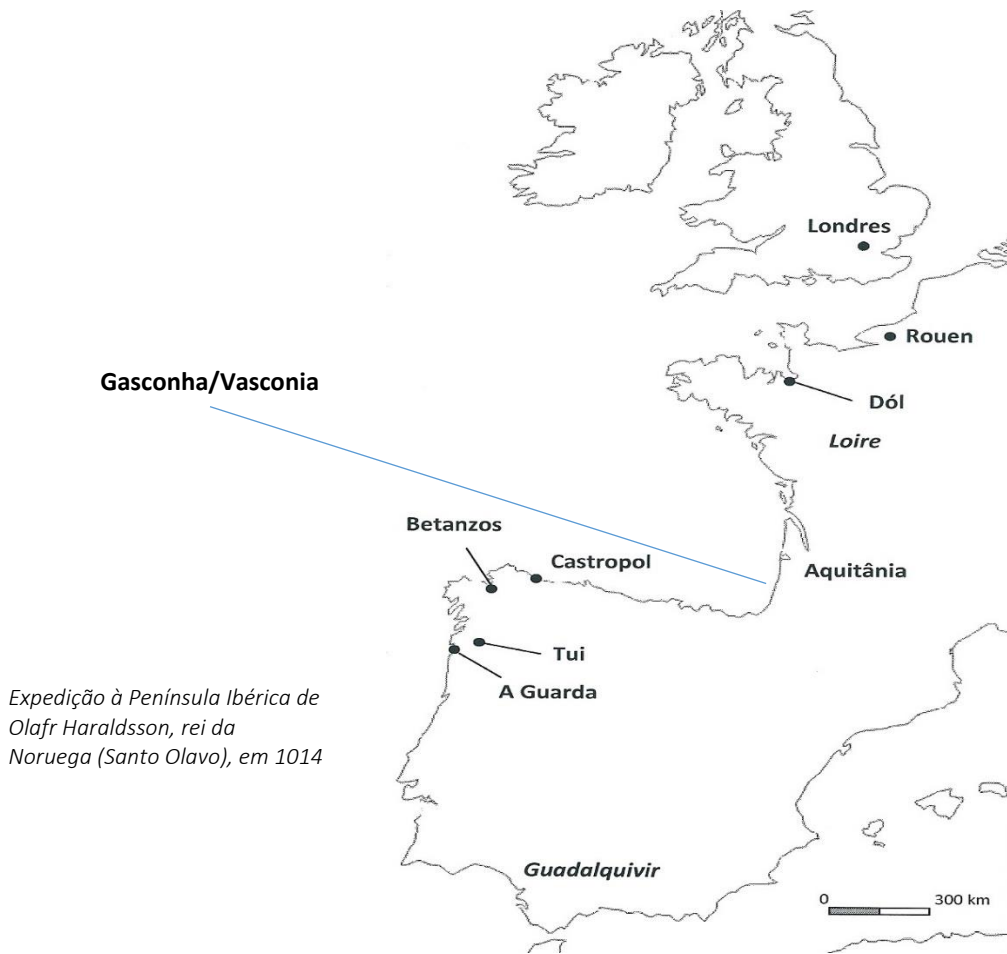 Londres
Rouen
Gasconha/Vasconia
Dól
Loire
Betanzos
Castropol
Aquitânia
Tui
A Guarda
Expedição à Península Ibérica de
Olafr Haraldsson, rei da
Noruega (Santo Olavo), em 1014
Guadalquivir
0 300 km